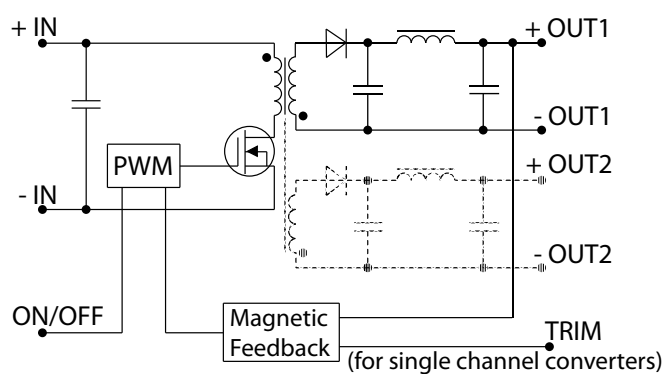 + IN
+ OUT1
- OUT1
PWM
+ OUT2
- IN
- OUT2
ON/OFF
Magnetic
Feedback
TRIM
(for single channel converters)